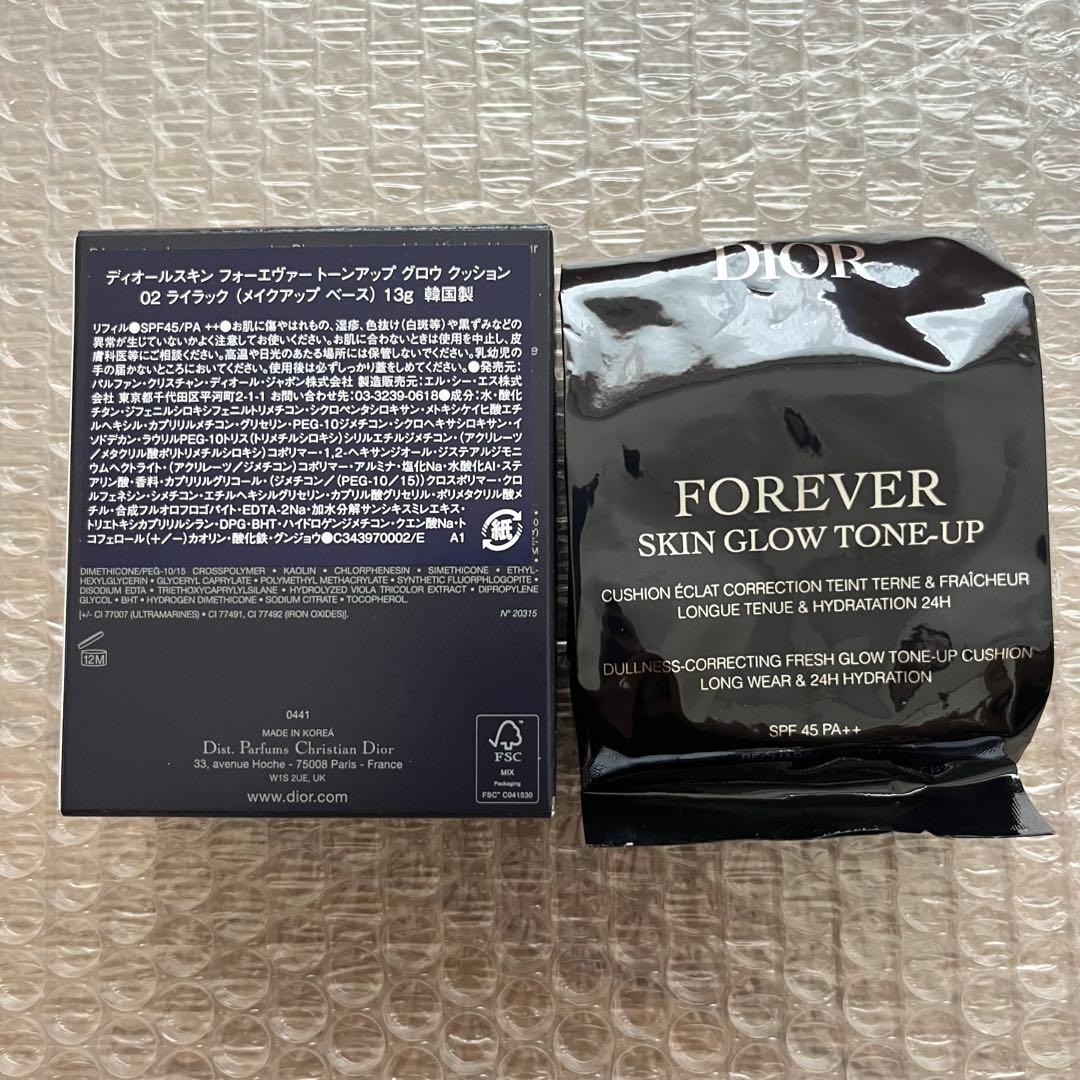 ディオールスキン フォーエヴァー トーンアップ グロウ クッション
02 ライラック (メイクアップ ベース) 13g 韓国製
リフィル●SPF45/PA ++●お肌に傷やはれもの、湿疹、色抜け(白斑等)や黒ずみなどの
異常が生じていないかよく注意してお使いください。お肌に合わないときは使用を中止し、皮
膚科医等にご相談ください。高温や日光のあたる場所には保管しないでください。乳幼児の
手の届かないところにおいてください。使用後は必ずしっかり蓋をしめてください。●発売元:
パルファン・クリスチャン・ディオール・ジャポン株式会社 製造販売元:エル・シー・エス株式
会社 東京都千代田区平河町2-1-1 お問い合わせ先:03-3239-0618●成分:水・酸化
チタン・ジフェニルシロキシフェニルトリメチコン・シクロペンタシロキサン・メトキシケイヒ酸エチ
ルヘキシル・カプリリルメチコン・グリセリン・PEG-10ジメチコン・シクロヘキサシロキサン・イ
ソドデカン・ラウリルPEG-10トリス(トリメチルシロキシ)シリルエチルジメチコン・(アクリレーツ
/メタクリル酸ポリトリメチルシロキシ)コポリマー・1,2-ヘキサンジオール・ジステアルジモニ
ウムヘクトライト・(アクリレーツ/ジメチコン)コポリマー・アルミナ・塩化Na・水酸化Al・ステ
アリン酸・香料・カプリリルグリコール・(ジメチコン/(PEG-10/15))クロスポリマー・クロ
ルフェネシン・シメチコン・エチルヘキシルグリセリン・カプリル酸グリセリル・ポリメタクリル酸メ
チル・合成フルオロフロゴパイト・EDTA-2Na・加水分解サンシキスミレエキス・
トリエトキシカプリリルシラン・DPG・BHT・ハイドロゲンジメチコン・クエン酸Na・ト
コフェロール(+/-)カオリン・酸化鉄・グンジョウ●C343970002/E A1
紙
DIMETHICONE/PEG-10/15 CROSSPOLYMER • KAOLIN • CHLORPHENESIN • SIMETHICONE • ETHYL-
HEXYLGLYCERIN • GLYCERYL CAPRYLATE • POLYMETHYL METHACRYLATE • SYNTHETIC FLUORPHLOGOPITE •
DISODIUM EDTA • TRIETHOXYCAPRYLYLSILANE • HYDROLYZED VIOLA TRICOLOR EXTRACT • DIPROPYLENE
GLYCOL • BHT • HYDROGEN DIMETHICONE • SODIUM CITRATE • TOCOPHEROL.
[+/- CI 77007 (ULTRAMARINES) • CI 77491, CI 77492 (IRON OXIDES)]. N° 20315
12M
0441
MADE IN KOREA
Dist. Parfums Christian Dior
33, avenue Hoche - 75008 Paris - France
W1S 2UE, UK
www.dior.com
FSC
MIX
Packaging
FSC® C041530
DIOR
FOREVER
SKIN GLOW TONE-UP
CUSHION ÉCLAT CORRECTION TEINT TERNE & FRAÎCHEUR
LONGUE TENUE & HYDRATATION 24H
DULLNESS-CORRECTING FRESH GLOW TONE-UP CUSHION
LONG WEAR & 24H HYDRATION
SPF 45 PA++